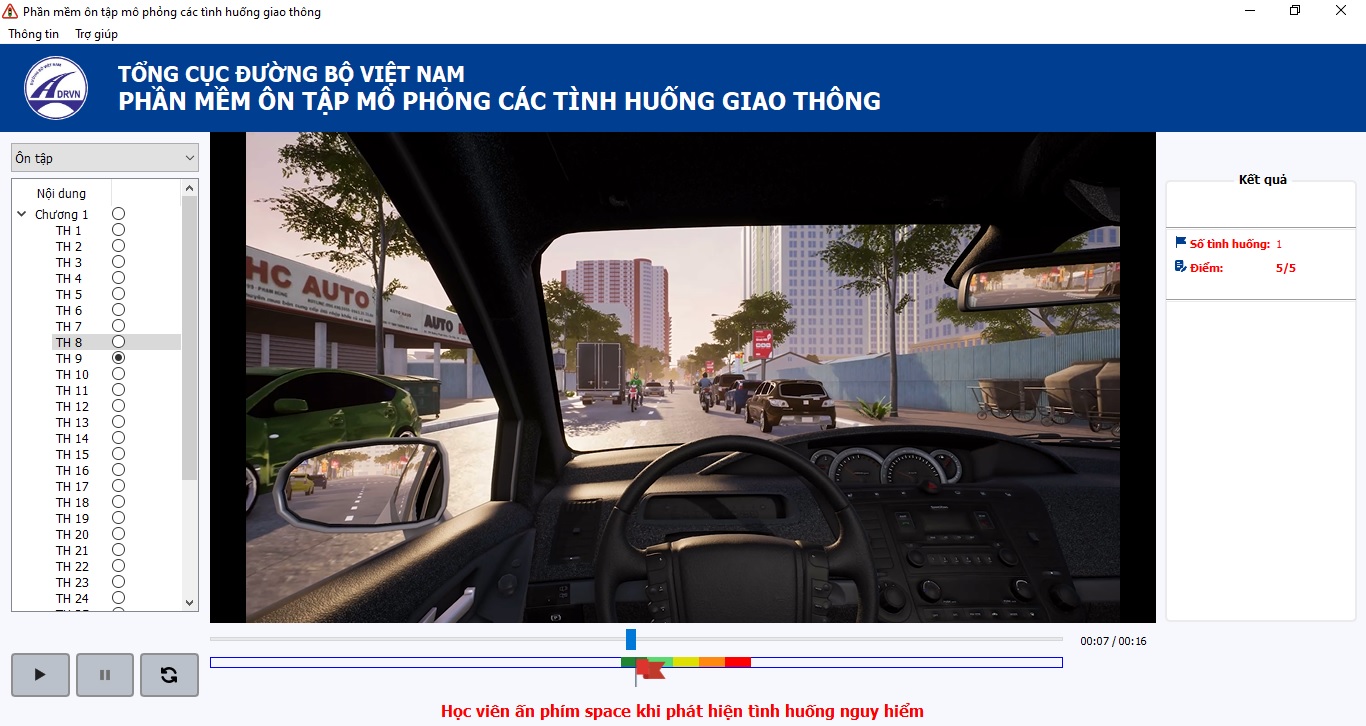 Phần mềm ôn tập mô phỏng các tình huống giao thông
Thông tin Trợ giúp
TỔNG CỤC ĐƯỜNG BỘ VIỆT NAM
PHẦN MỀM ÔN TẬP MÔ PHỎNG CÁC TÌNH HUỐNG GIAO THÔNG
ĐƯỜNG BỘ VIỆT NAM
DRVN
Ôn tập
Nội dung
Chương 1
TH 1
TH 2
TH 3
TH 4
TH 5
TH 6
TH 7
TH 8
TH 9
TH 10
TH 11
TH 12
TH 13
TH 14
TH 15
TH 16
TH 17
TH 18
TH 19
TH 20
TH 21
TH 22
TH 23
TH 24
HC AUTO
AUTO
Kết quả
Số tình huống: 1
Điểm: 5/5
00:07 / 00:16
Học viên ấn phím space khi phát hiện tình huống nguy hiểm